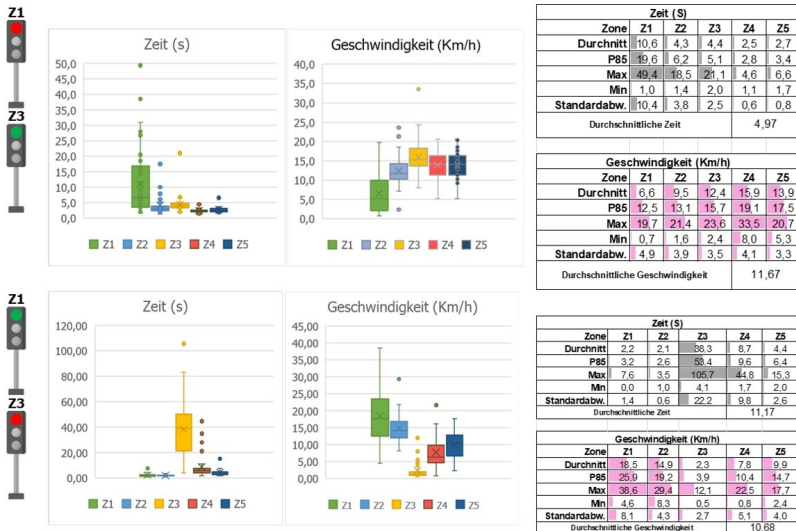 Z1
Z3
Zeit (s)
50,0
45,0
40,0
35,0
30,0
25,0
20,0
15,0
10,0
5,0
0,0
Z1 Z2 Z3 Z4 Z5
Geschwindigkeit (Km/h)
40,0
35,0
30,0
25,0
20,0
15,0
10,0
5,0
0,0
Z1 Z2 Z3 Z4 Z5
Zeit (S)
Zone Z1 Z2 Z3 Z4 Z5
Durchnitt 10,6 4,3 4,4 2,5 2,7
P85 19,6 6,2 5,1 2,8 3,4
Max 49,4 18,5 21,1 4,6 6,6
Min 1,0 1,4 2,0 1,1 1,7
Standardabw. 10,4 3,8 2,5 0,6 0,8
Durchschnittliche Zeit 4,97
Geschwindigkeit (Km/h)
Zone Z1 Z2 Z3 Z4 Z5
Durchnitt 6,6 9,5 12,4 15,9 13,9
P85 12,5 13,1 15,7 19,1 17,5
Max 19,7 21,4 23,6 33,5 20,7
Min 0,7 1,6 2,4 8,0 5,3
Standardabw. 4,9 3,9 3,5 4,1 3,3
Durchschnittliche Geschwindigkeit 11,67
Z1
Z3
Zeit (s)
120,00
100,00
80,00
60,00
40,00
20,00
0,00
Z1 Z2 Z3 Z4 Z5
Geschwindigkeit (Km/h)
45,00
40,00
35,00
30,00
25,00
20,00
15,00
10,00
5,00
0,00
Z1 Z2 Z3 Z4 Z5
Zeit (S)
Zone Z1 Z2 Z3 Z4 Z5
Durchnitt 2,2 2,1 38,3 8,7 4,4
P85 3,2 2,6 53,4 9,6 6,4
Max 7,6 3,5 105,7 44,8 15,3
Min 0,0 1,0 4,1 1,7 2,0
Standardabw. 1,4 0,6 22,2 9,8 2,6
Durchschnittliche Zeit 11,17
Geschwindigkeit (Km/h)
Zone Z1 Z2 Z3 Z4 Z5
Durchnitt 18,5 14,9 2,3 7,8 9,9
P85 25,9 19,2 3,9 10,4 14,7
Max 38,6 29,4 12,1 22,5 17,7
Min 4,6 8,3 0,5 0,8 2,4
Standardabw. 8,1 4,3 2,7 5,1 4,0
Durchschnittliche Geschwindigkeit 10,68